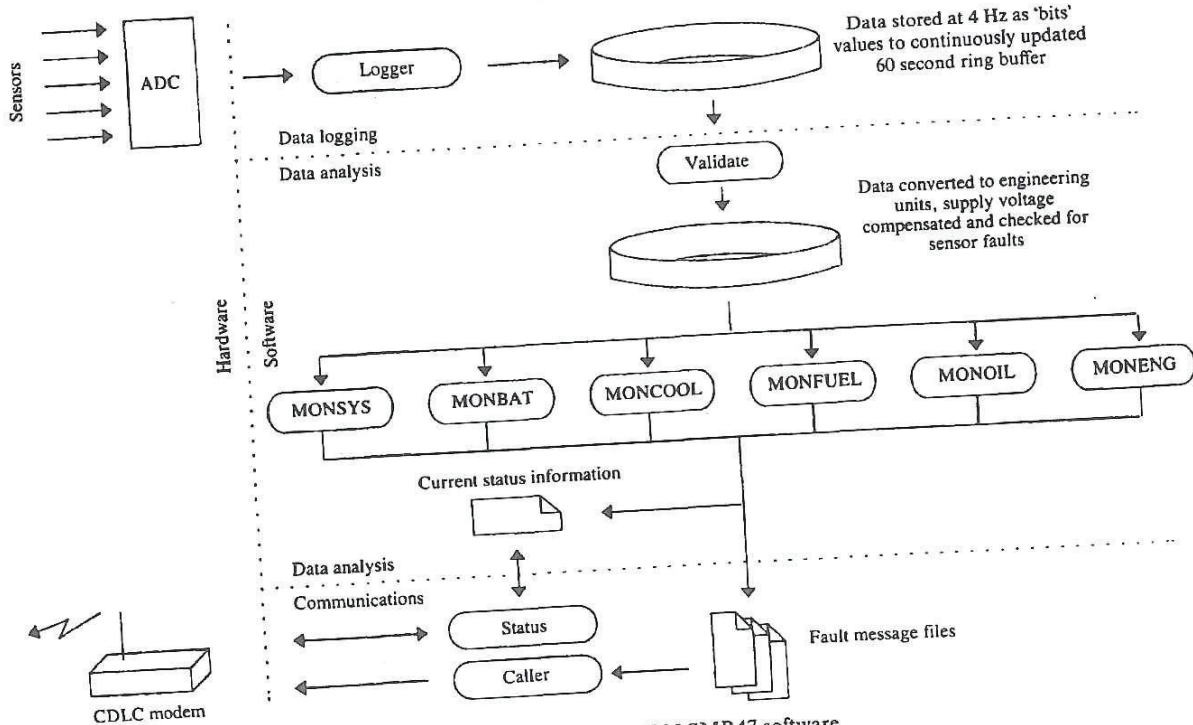 Sensors
ADC
Logger
Data stored at 4 Hz as ‘bits’
values to continuously updated
60 second ring buffer
Data logging
Data analysis
Validate
Data converted to engineering
units, supply voltage
compensated and checked for
sensor faults
Hardware
Software
MONSYS
MONBAT
MONCOOL
MONFUEL
MONOIL
MONENG
Current status information
Data analysis
Communications
Status
Caller
Fault message files
CDLC modem
software